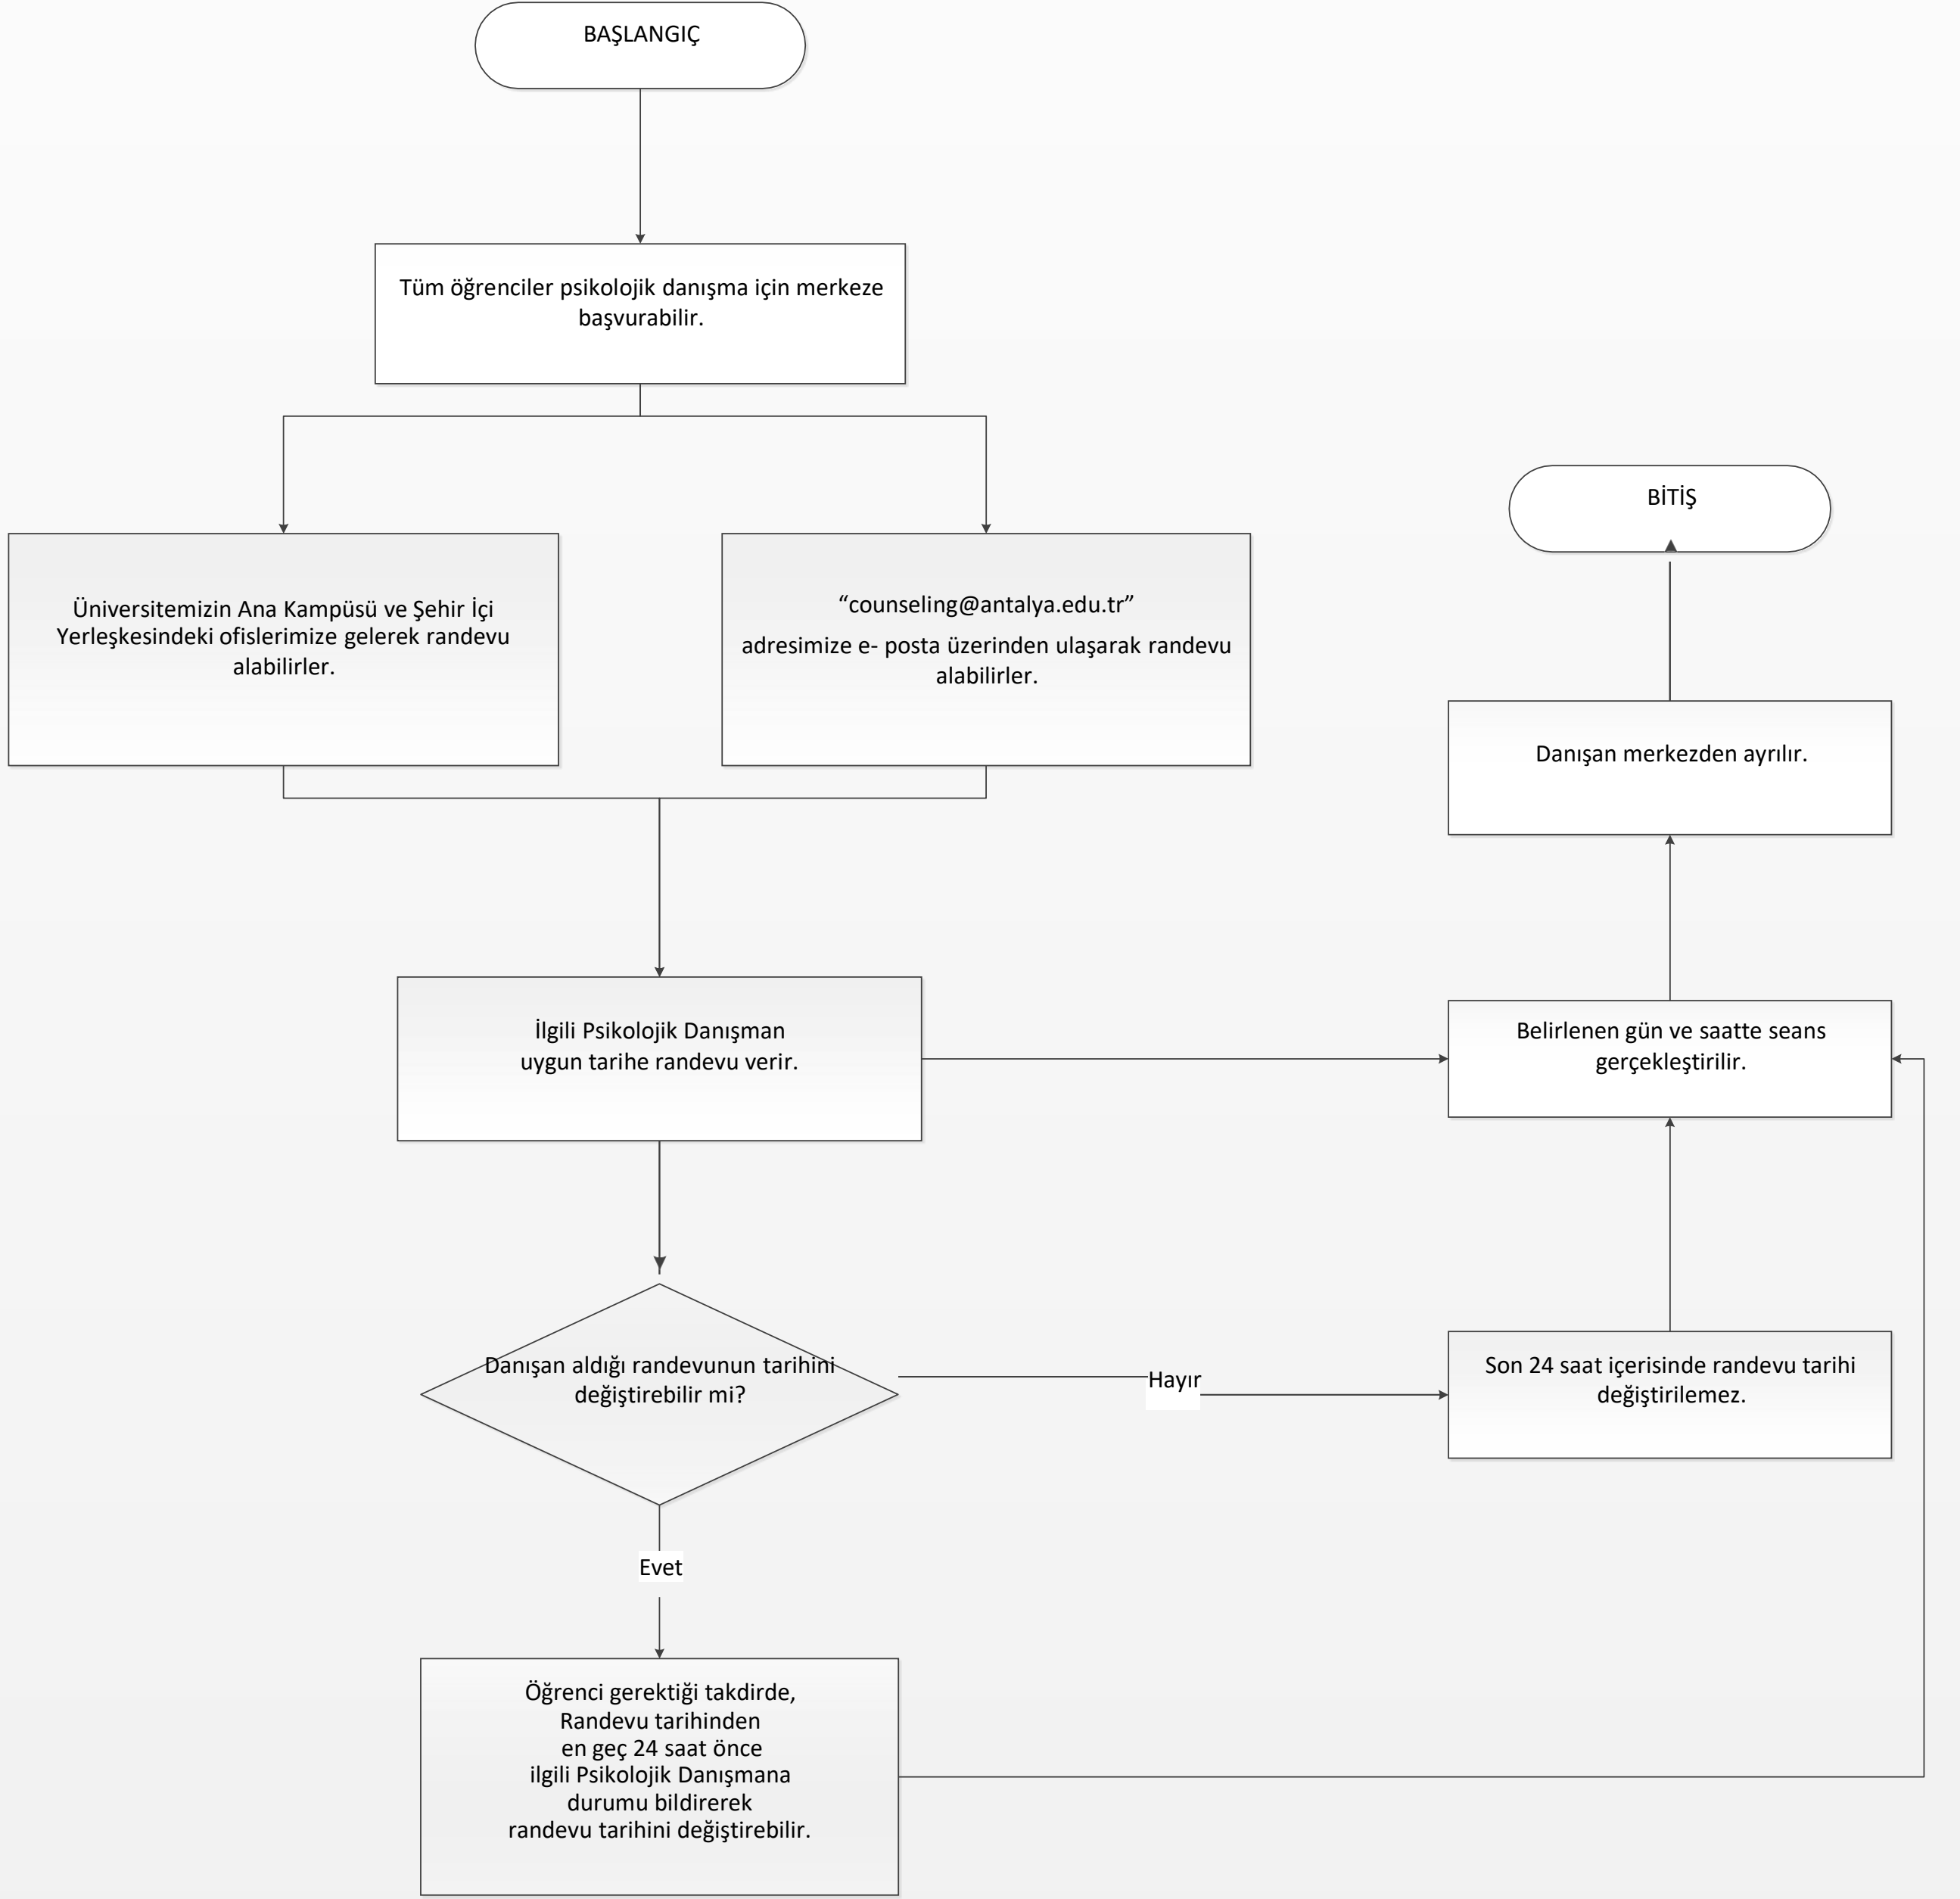 BAŞLANGIÇ
Tüm öğrenciler psikolojik danışma için merkeze
başvurabilir.
Üniversitemizin Ana Kampüsü ve Şehir İçi
Yerleşkesindeki ofislerimize gelerek randevu
alabilirler.
“counseling@antalya.edu.tr”
adresimize e- posta üzerinden ulaşarak randevu
alabilirler.
BİTİŞ
Danışan merkezden ayrılır.
İlgili Psikolojik Danışman
uygun tarihe randevu verir.
Belirlenen gün ve saatte seans
gerçekleştirilir.
Danışan aldığı randevunun tarihini
değiştirebilir mi?
Hayır
Son 24 saat içerisinde randevu tarihi
değiştirilemez.
Evet
Öğrenci gerektiği takdirde,
Randevu tarihinden
en geç 24 saat önce
ilgili Psikolojik Danışmana
durumu bildirerek
randevu tarihini değiştirebilir.